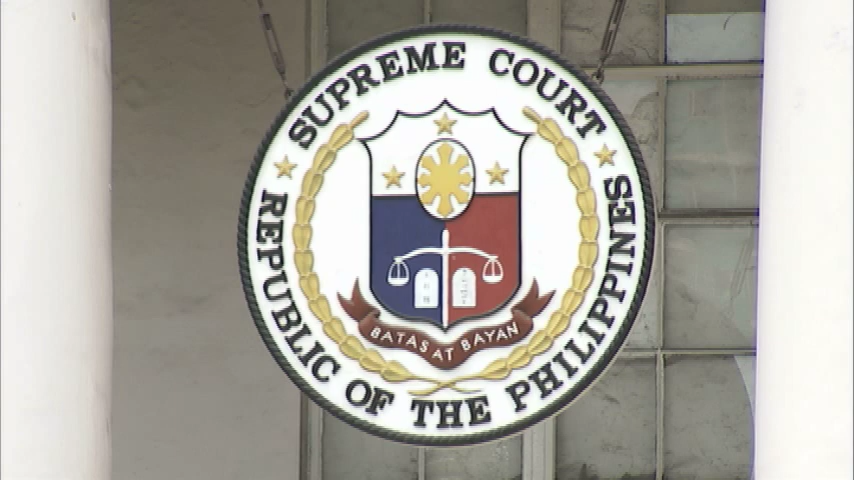 SUPREME COURT
REPUBLIC OF THE PHILIPPINES
BATAS AT BAYAN